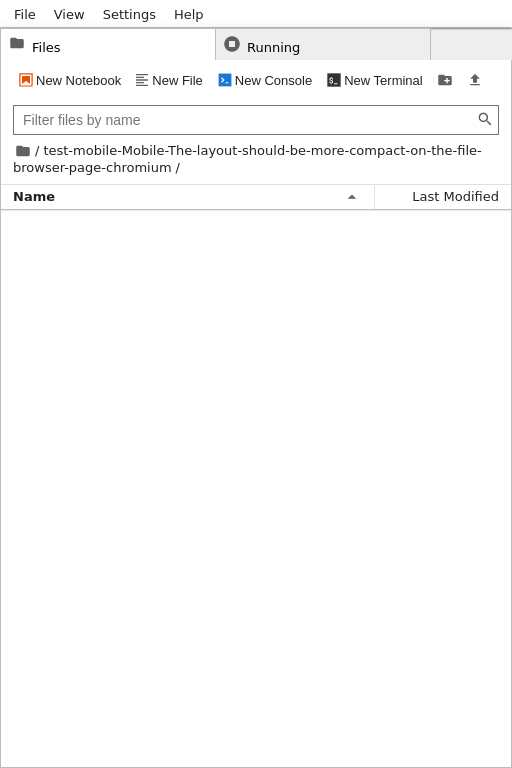 File View Settings Help
Files Running
New Notebook New File New Console New Terminal
Filter files by name
/ test-mobile-Mobile-The-layout-should-be-more-compact-on-the-file-
browser-page-chromium /
Name Last Modified